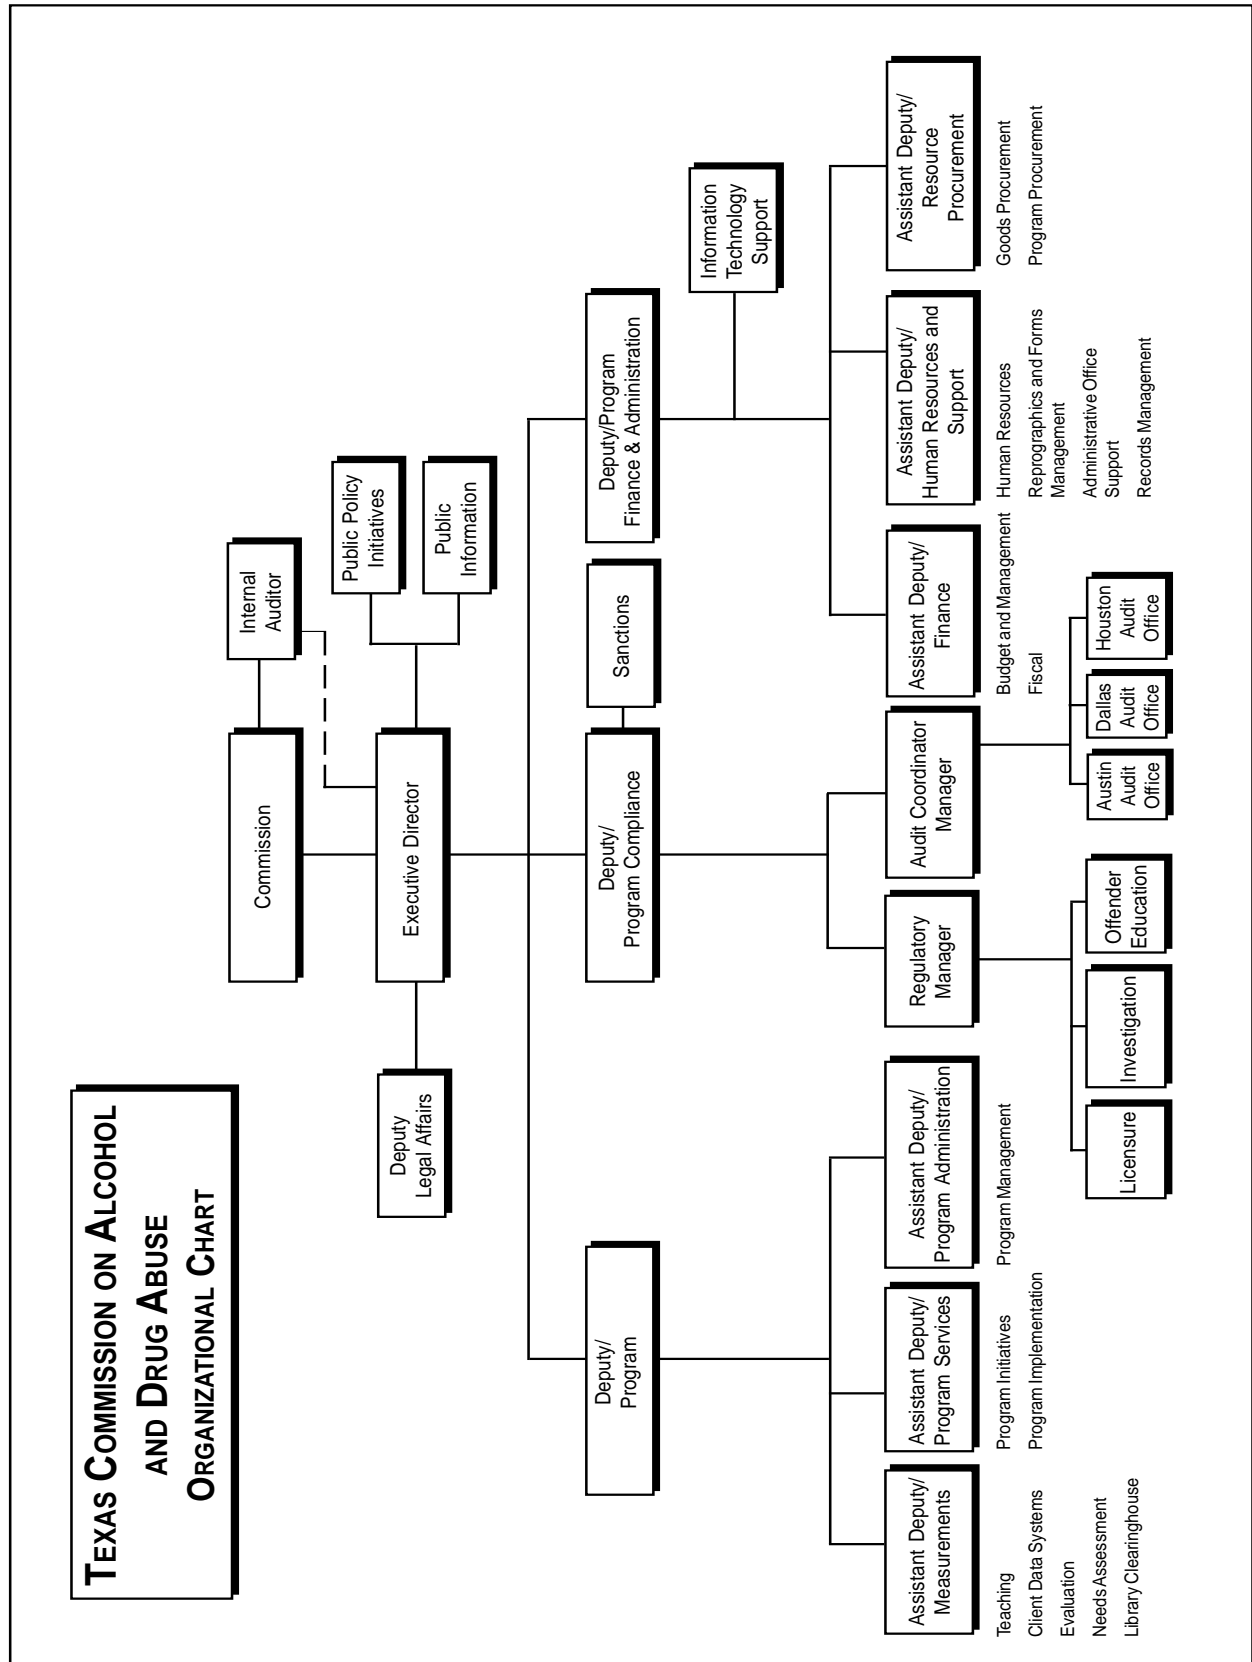 TEXAS COMMISSION ON ALCOHOL
AND DRUG ABUSE
ORGANIZATIONAL CHART
Commission
Internal
Auditor
Deputy
Legal Affairs
Executive Director
Public Policy
Initiatives
Public
Information
Deputy/
Program
Deputy/
Program Compliance
Sanctions
Deputy/Program
Finance & Administration
Information
Technology
Support
Assistant Deputy/
Measurements
Teaching
Client Data Systems
Evaluation
Needs Assessment
Library Clearinghouse
Assistant Deputy/
Program Services
Program Initiatives
Program Implementation
Assistant Deputy/
Program Administration
Program Management
Regulatory
Manager
Licensure
Investigation
Offender
Education
Audit Coordinator
Manager
Austin
Audit
Office
Dallas
Audit
Office
Houston
Audit
Office
Assistant Deputy/
Finance
Budget and Management
Fiscal
Assistant Deputy/
Human Resources and
Support
Human Resources
Reprographics and Forms
Management
Administrative Office
Support
Records Management
Assistant Deputy/
Resource
Procurement
Goods Procurement
Program Procurement